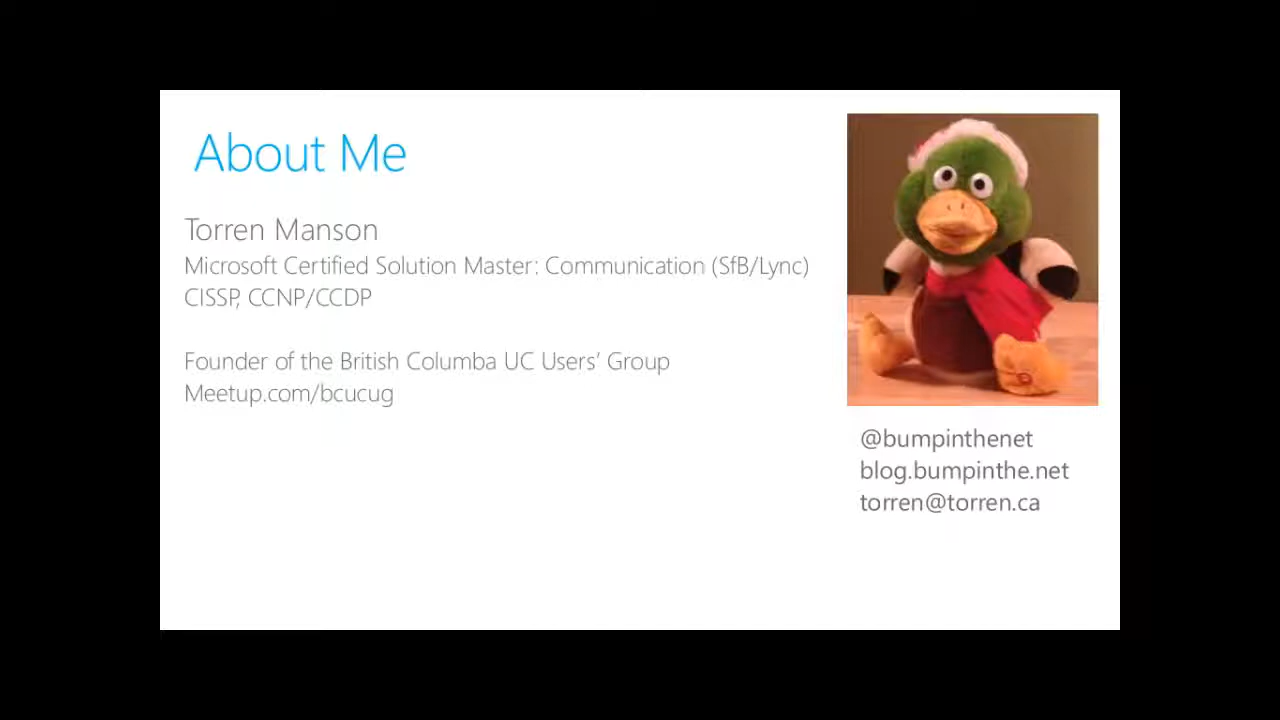 About Me
Torren Manson
Microsoft Certified Solution Master: Communication (SfB/Lync)
CISSP, CCNP/CCDP
Founder of the British Columba UC Users’ Group
Meetup.com/bcucug
@bumpinthenet
blog.bumpinthe.net
torren@torren.ca